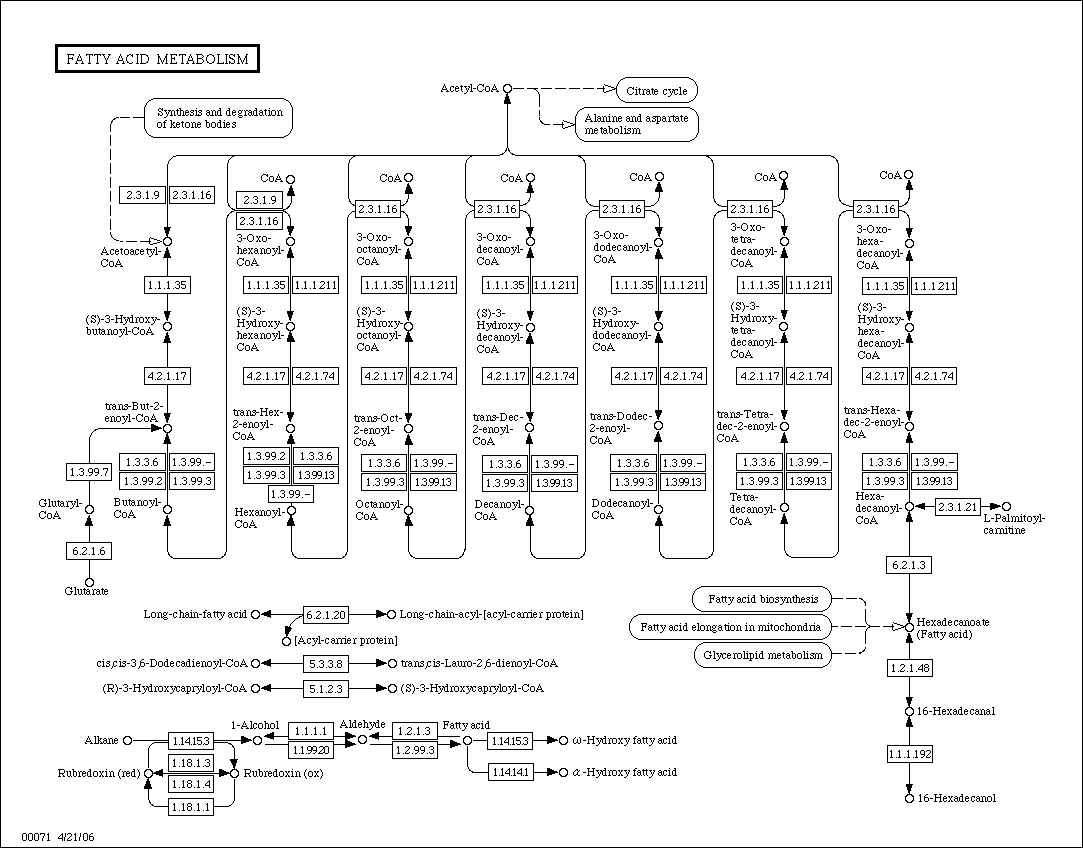 FATTY ACID METABOLISM
Acetyl-CoA
Citrate cycle
Synthesis and degradation
of ketone bodies
Alanine and aspartate
metabolism
CoA
CoA
CoA
CoA
CoA
CoA
2.3.1.9
2.3.1.16
2.3.1.9
2.3.1.16
2.3.1.16
2.3.1.16
2.3.1.16
2.3.1.16
2.3.1.16
Acetoacetyl-
CoA
3-Oxo-
hexanoyl-
CoA
3-Oxo-
octanoyl-
CoA
3-Oxo-
decanoyl-
CoA
3-Oxo-
dodecanoyl-
CoA
3-Oxo-
tetra-
decanoyl-
CoA
3-Oxo-
hexa-
decanoyl-
CoA
1.1.1.35
1.1.1.35
1.1.1.211
1.1.1.35
1.1.1.211
1.1.1.35
1.1.1.211
1.1.1.35
1.1.1.211
1.1.1.35
1.1.1.211
1.1.1.35
1.1.1.211
(S)-3-Hydroxy-
butanoyl-CoA
(S)-3-
Hydroxy-
hexanoyl-
CoA
(S)-3-
Hydroxy-
octanoyl-
CoA
(S)-3-
Hydroxy-
decanoyl-
CoA
(S)-3-
Hydroxy-
dodecanoyl-
CoA
(S)-3-
Hydroxy-
tetra-
decanoyl-
CoA
(S)-3-
Hydroxy-
hexa-
decanoyl-
CoA
4.2.1.17
4.2.1.17
4.2.1.74
4.2.1.17
4.2.1.74
4.2.1.17
4.2.1.74
4.2.1.17
4.2.1.74
4.2.1.17
4.2.1.74
4.2.1.17
4.2.1.74
trans-But-2-
enoyl-CoA
trans-Hex-
2-enoyl-
CoA
trans-Oct-
2-enoyl-
CoA
trans-Dec-
2-enoyl-
CoA
trans-Dodec-
2-enoyl-
CoA
trans-Tetra-
dec-2-enoyl-
CoA
trans-Hexa-
dec-2-enoyl-
CoA
1.3.99.7
1.3.3.6
1.3.99.-
1.3.99.2
1.3.99.3
1.3.99.2
1.3.3.6
1.3.99.3
1.3.99.13
1.3.99.-
1.3.3.6
1.3.99.-
1.3.99.3
1.3.99.13
1.3.3.6
1.3.99.-
1.3.99.3
1.3.99.13
1.3.3.6
1.3.99.-
1.3.99.3
1.3.99.13
1.3.3.6
1.3.99.-
1.3.99.3
1.3.99.13
1.3.3.6
1.3.99.-
1.3.99.3
1.3.99.13
Glutaryl-
CoA
Butanoyl-
CoA
Hexanoyl-
CoA
Octanoyl-
CoA
Decanoyl-
CoA
Dodecanoyl-
CoA
Tetra-
decanoyl-
CoA
Hexa-
decanoyl-
CoA
2.3.1.21
L-Palmitoyl-
carnitine
6.2.1.6
Glutarate
6.2.1.3
Long-chain-fatty acid
6.2.1.20
Long-chain-acyl-[acyl-carrier protein]
[Acyl-carrier protein]
Fatty acid biosynthesis
Fatty acid elongation in mitochondria
Glycerolipid metabolism
Hexadecanoate
(Fatty acid)
cis,cis-3,6-Dodecadienoyl-CoA
5.3.3.8
trans,cis-Lauro-2,6-dienoyl-CoA
1.2.1.48
(R)-3-Hydroxycapryloyl-CoA
5.1.2.3
(S)-3-Hydroxycapryloyl-CoA
16-Hexadecanal
Alkane
1.14.15.3
1-Alcohol
1.1.1.1
1.1.99.20
Aldehyde
1.2.1.3
1.2.99.3
Fatty acid
1.14.15.3
ω-Hydroxy fatty acid
1.1.1.192
Rubredoxin (red)
1.18.1.3
1.18.1.4
1.18.1.1
Rubredoxin (ox)
1.14.14.1
α-Hydroxy fatty acid
16-Hexadecanol
00071 4/21/06